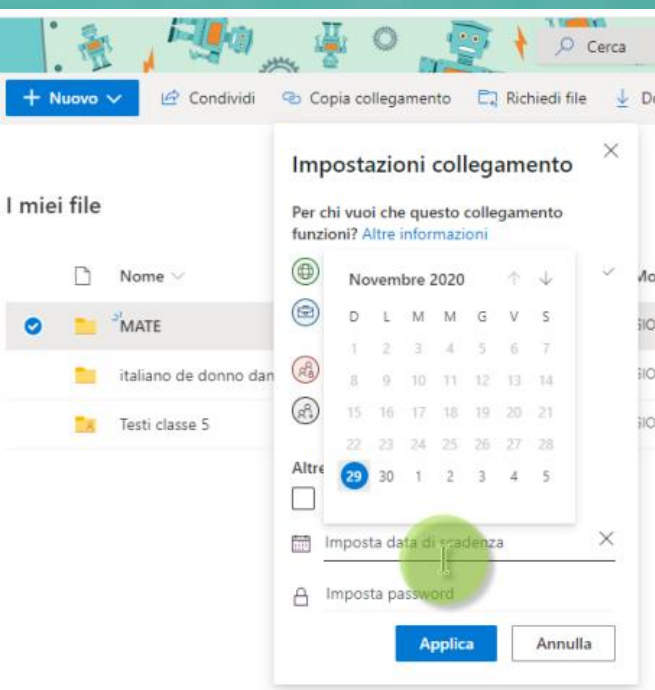 Cerca
Nuovo
Condividi
Copia collegamento
Richiedi file
Impostazioni collegamento
I miei file
Per chi vuoi che questo collegamento
funzioni? Altre informazioni
Nome
Novembre 2020
D L M M G V S
1 2 3 4 5 6 7
8 9 10 11 12 13 14
15 16 17 18 19 20 21
22 23 24 25 26 27 28
29 30 1 2 3 4 5
MATE
italiano de donno dan
Testi classe 5
Altre
Imposta data di scadenza
Imposta password
Applica
Annulla